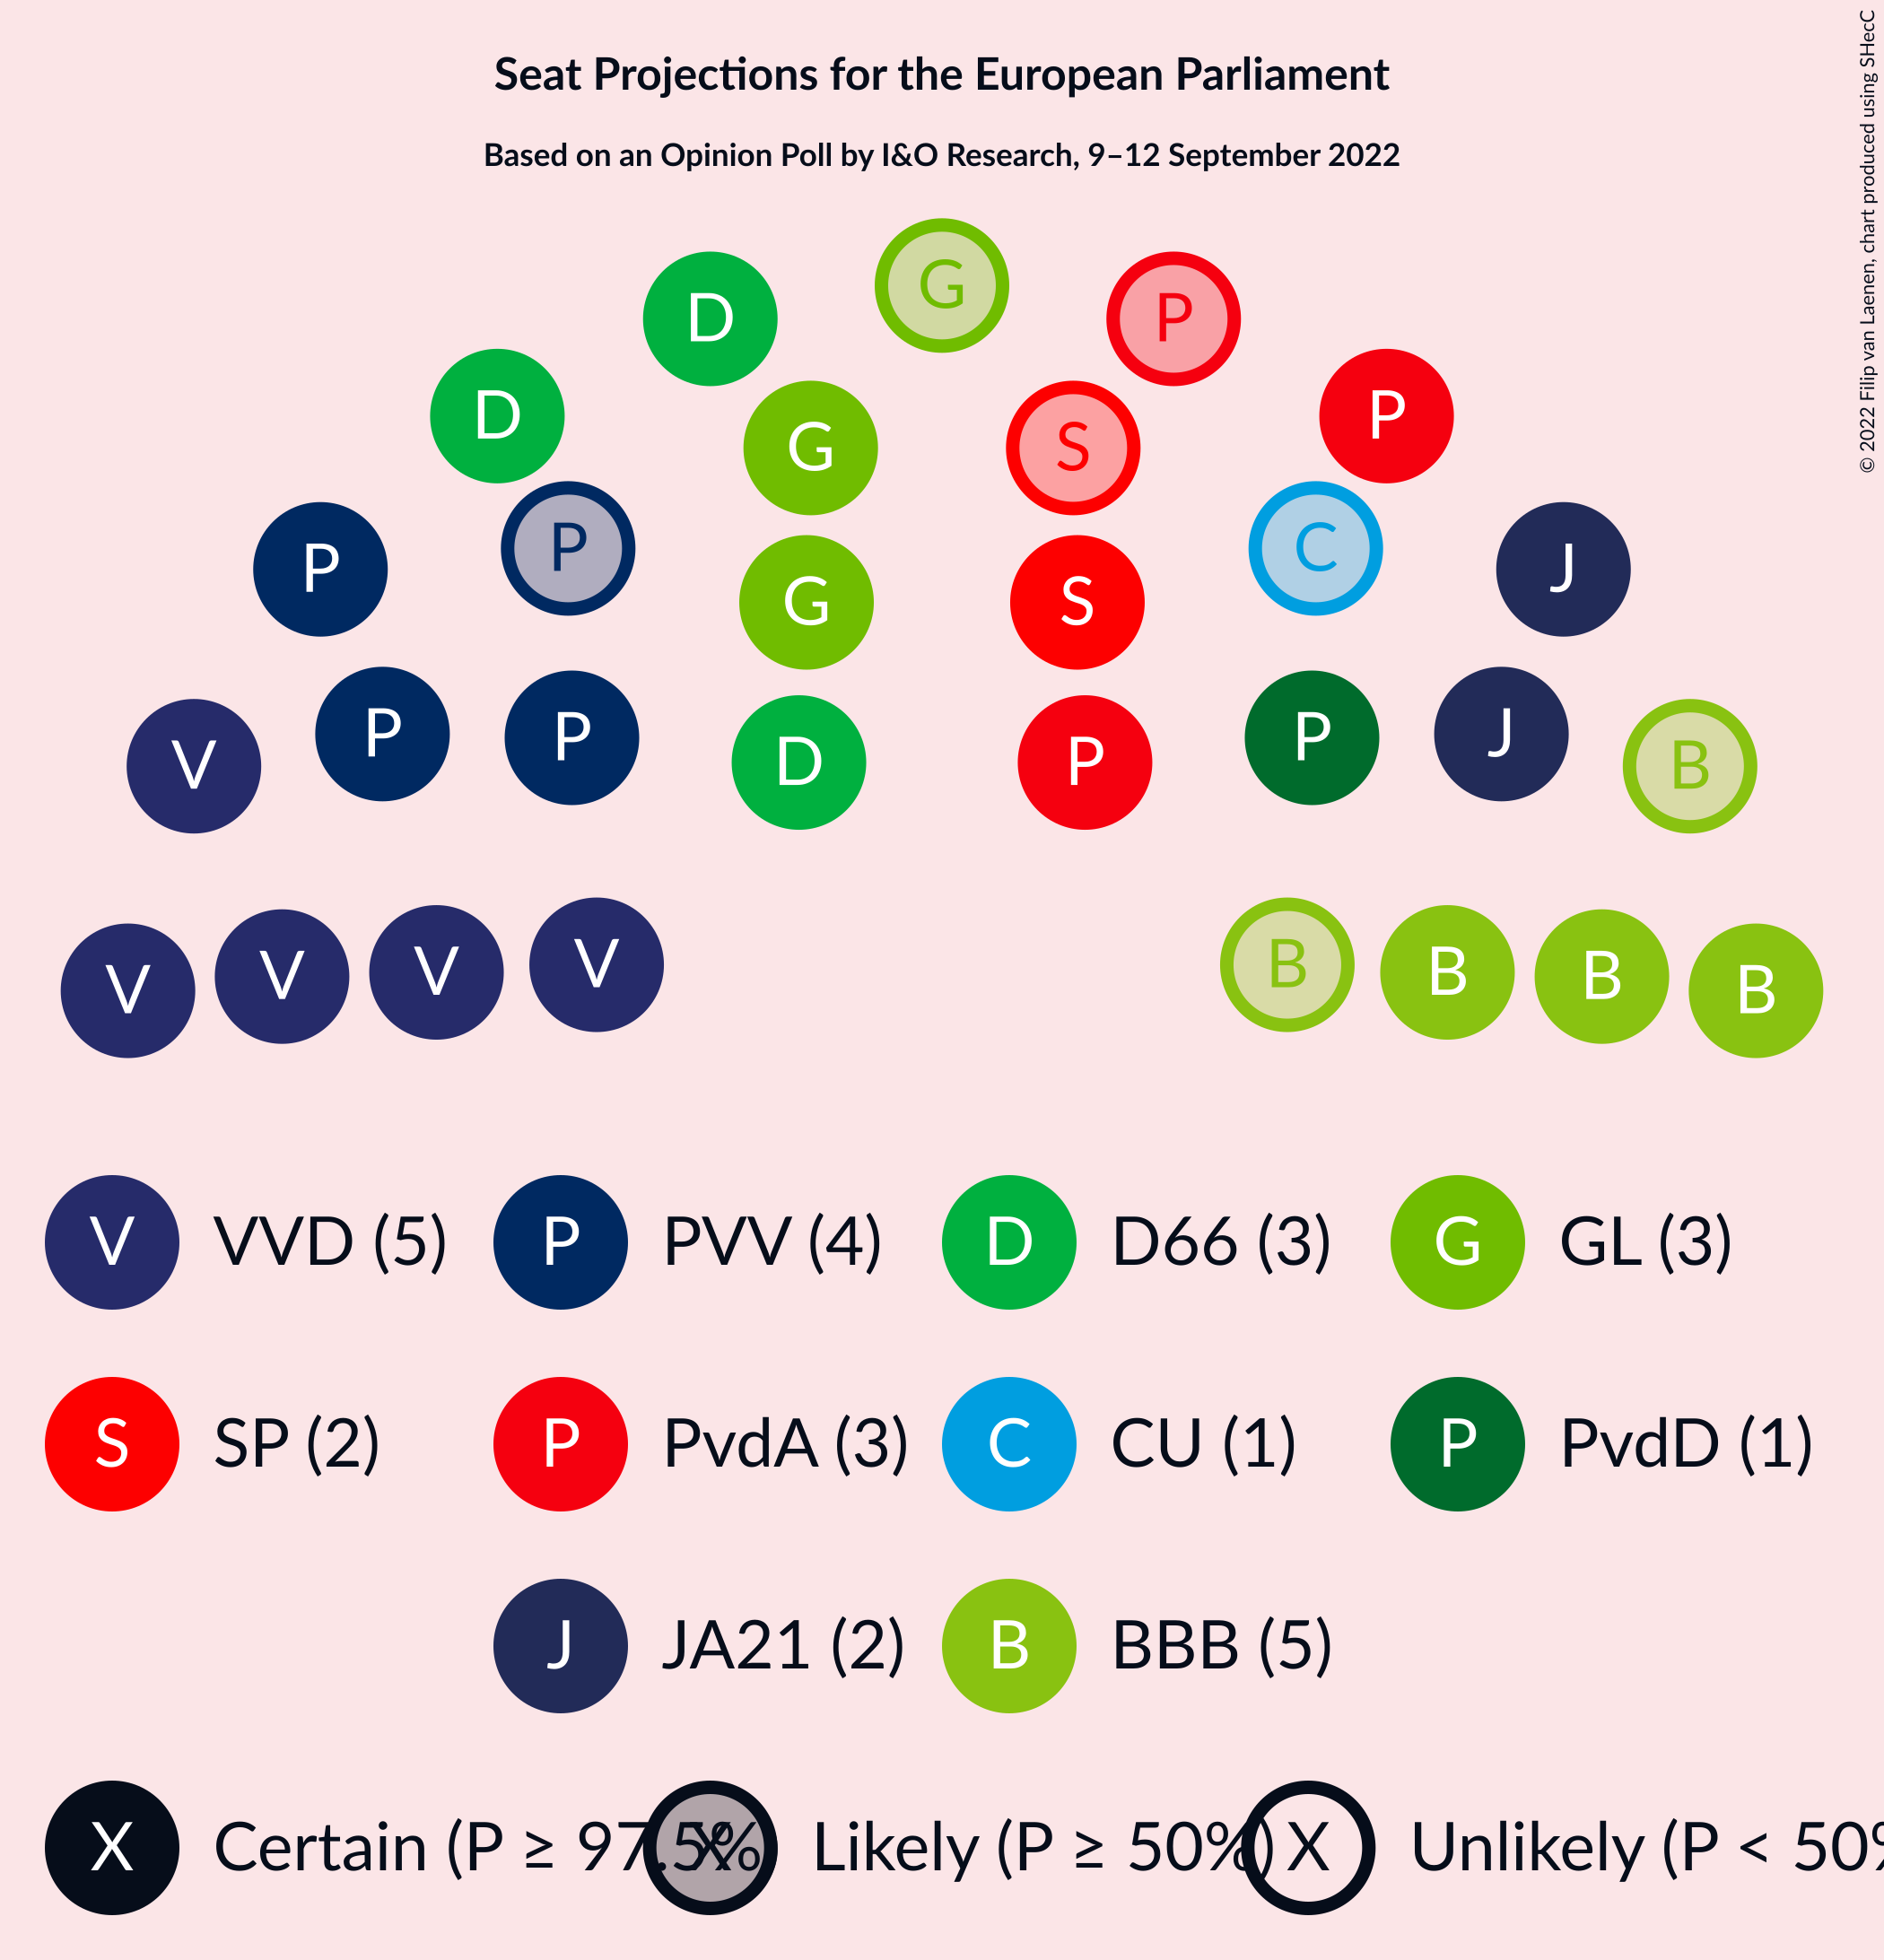 Seat Projections for the European Parliament
Based on an Opinion Poll by I&O Research, 9–12 September 2022
© 2022 Filip van Laenen, chart produced using SHecC
G
D P
D P
G S
P C
P J
G S
P J
P P
V B
D P
V B
V B
V B
V B
V VVD (5) P PVV (4) D D66 (3) G GL (3)
S SP (2) P PvdA (3) C CU (1) P PvdD (1)
J JA21 (2) B BBB (5)
X Certain (P ≥ 97.5% X Likely (P ≥ 50%) X Unlikely (P < 50%